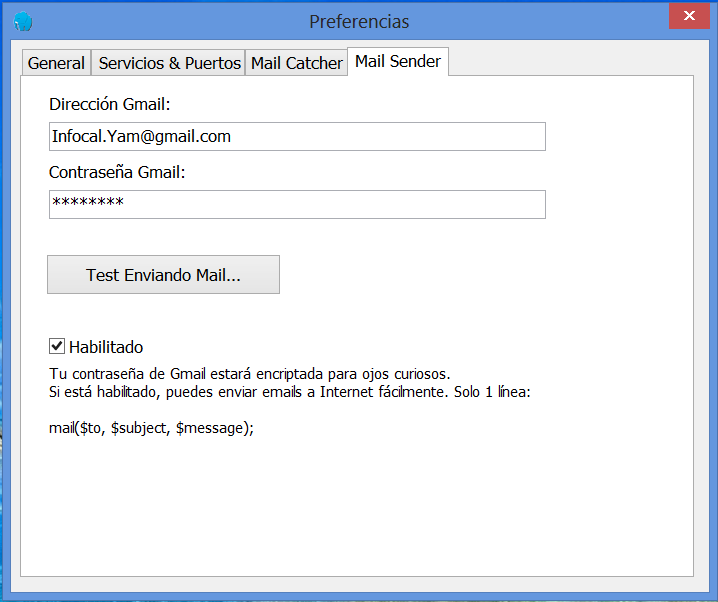 Preferencias
General Servicios & Puertos Mail Catcher Mail Sender
Dirección Gmail:
Infocal.Yam@gmail.com
Contraseña Gmail:
********
Test Enviando Mail...
Habilitado
Tu contraseña de Gmail estará encriptada para ojos curiosos.
Si está habilitado, puedes enviar emails a Internet fácilmente. Solo 1 línea:
mail($to, $subject, $message);